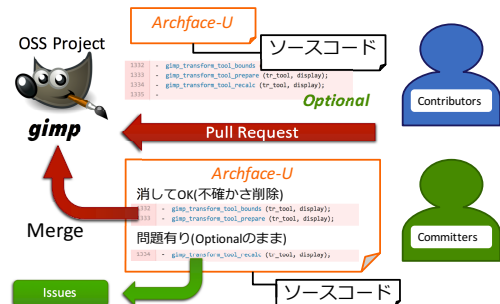 Archface-U
OSS Project
ソースコード
1332 - gimp_transform_tool_bounds
1333 - gimp_transform_tool_prepare (tr_tool, display);
1334 - gimp_transform_tool_recalc (tr_tool, display);
1335 -
Optional
Contributors
gimp
Pull Request
Archface-U
消してOK(不確かさ削除)
1332 - gimp_transform_tool_bounds (tr_tool, display);
1333 - gimp_transform_tool_prepare (tr_tool, display);
Merge
問題有り(Optionalのまま)
1334 - gimp_transform_tool_recalc (tr_tool, display);
Committers
Issues
ソースコード